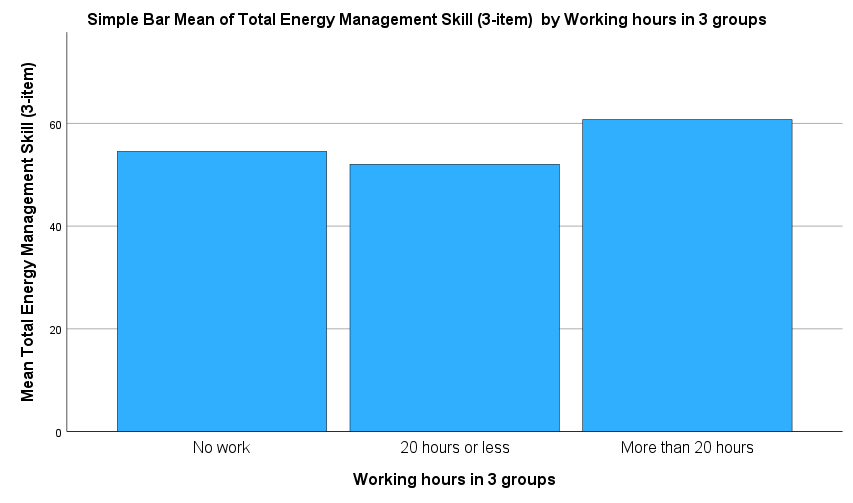 Simple Bar Mean of Total Energy Management Skill (3-item)  by Working hours in 3 groups
Mean Total Energy Management Skill (3-item)
60
40
20
0
No work
20 hours or less
More than 20 hours
Working hours in 3 groups